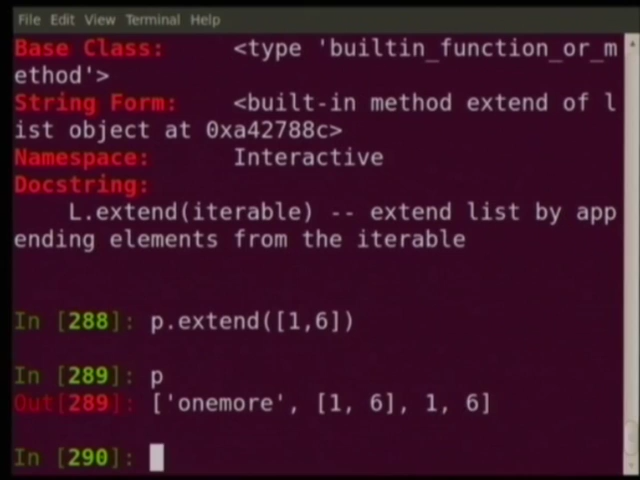 File Edit View Terminal Help
Base Class:     <type 'builtin_function_or_m
ethod'>
String Form:    <built-in method extend of l
ist object at 0xa42788c>
Namespace:      Interactive
Docstring:
    L.extend(iterable) -- extend list by app
ending elements from the iterable
In [288]: p.extend([1,6])
In [289]: p
Out[289]: ['onemore', [1, 6], 1, 6]
In [290]: